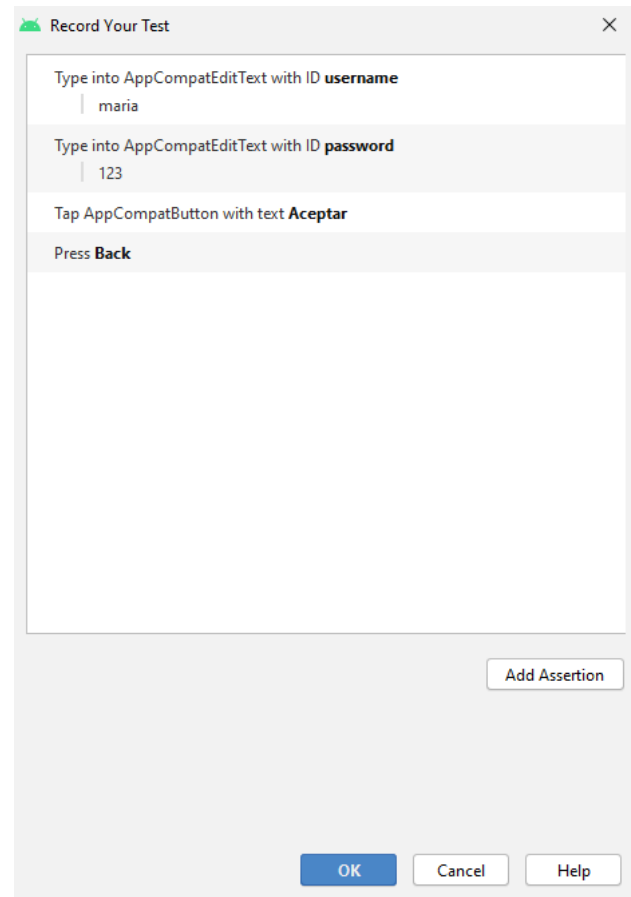 Record Your Test
Type into AppCompatEditText with ID username
maria
Type into AppCompatEditText with ID password
123
Tap AppCompatButton with text Aceptar
Press Back
Add Assertion
OK
Cancel
Help